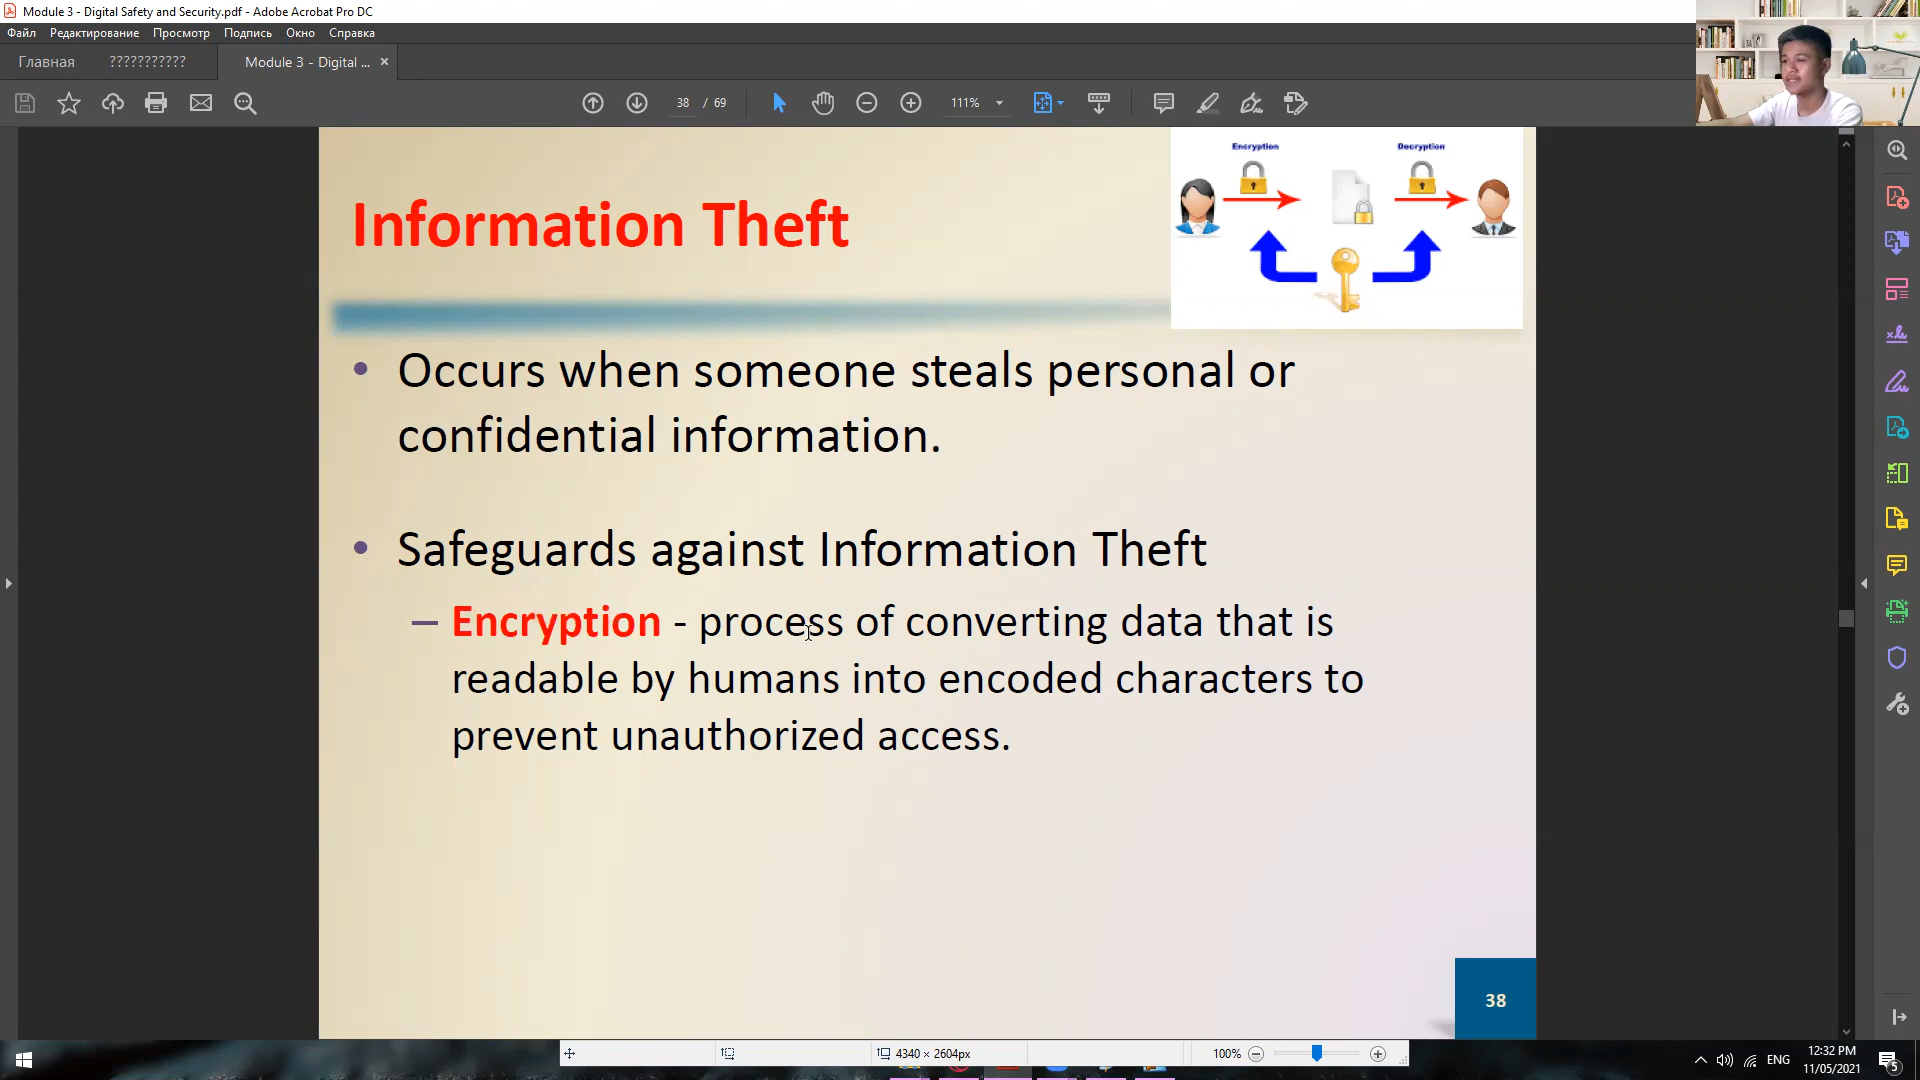 Module 3 - Digital Safety and Security.pdf - Adobe Acrobat Pro DC
Файл Редактирование Просмотр Подпись Окно Справка
Главная ??????????? Module 3 - Digital ... ×
38 / 69 111%
Encryption Decryption
Information Theft
• Occurs when someone steals personal or
confidential information.
• Safeguards against Information Theft
– Encryption - process of converting data that is
readable by humans into encoded characters to
prevent unauthorized access.
38
4340 × 2604px 100%
ENG
12:32 PM
11/05/2021
5